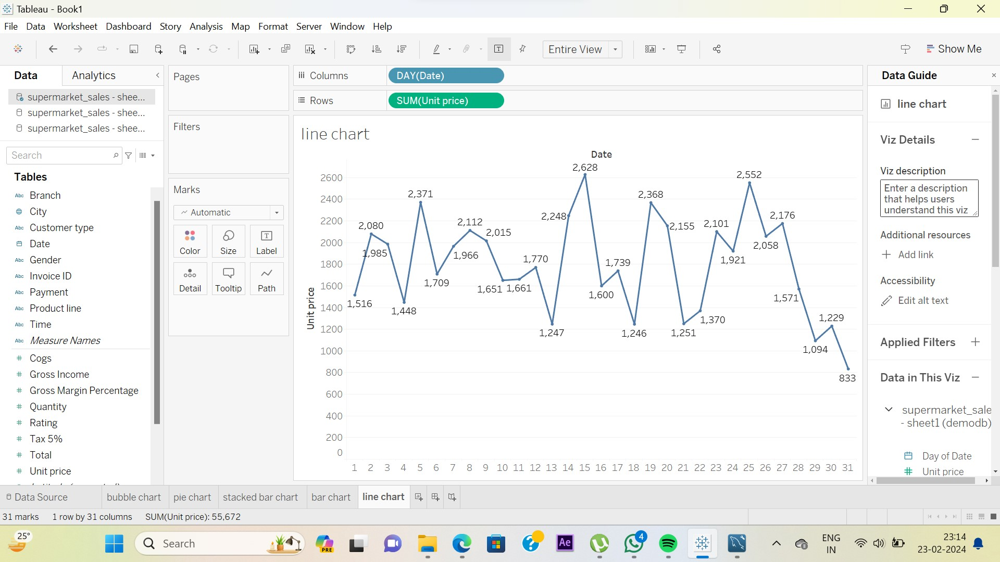 Tableau - Book1
File Data Worksheet Dashboard Story Analysis Map Format Server Window Help
Entire View
Show Me
Data
Analytics
supermarket_sales - shee...
supermarket_sales - shee...
supermarket_sales - shee...
Search
Tables
Abc Branch
City
Abc Customer type
Date
Abc Gender
Abc Invoice ID
Abc Payment
Abc Product line
Abc Time
Abc Measure Names
# Cogs
# Gross Income
# Gross Margin Percentage
# Quantity
# Rating
# Tax 5%
# Total
# Unit price
Pages
Filters
Marks
Automatic
Color
Size
Label
Detail
Tooltip
Path
Columns
DAY(Date)
Rows
SUM(Unit price)
line chart
Date
Unit price
2600
2400
2200
2000
1800
1600
1400
1200
1000
800
600
400
200
0
1,516
2,080
1,985
1,448
2,371
1,709
1,966
2,112
2,015
1,651
1,661
1,770
1,247
2,248
2,628
1,600
1,739
1,246
2,368
2,155
1,251
1,370
2,101
1,921
2,552
2,058
2,176
1,571
1,094
1,229
833
1 2 3 4 5 6 7 8 9 10 11 12 13 14 15 16 17 18 19 20 21 22 23 24 25 26 27 28 29 30 31
Data Guide
line chart
Viz Details
Viz description
Enter a description
that helps users
understand this viz
Additional resources
Add link
Accessibility
Edit alt text
Applied Filters
Data in This Viz
supermarket_sale
- sheet1 (demodb)
Day of Date
# Unit price
Data Source
bubble chart
pie chart
stacked bar chart
bar chart
line chart
31 marks 1 row by 31 columns SUM(Unit price): 55,672
25°
Search
PRE
Ae
4
ENG
IN
23:14
23-02-2024